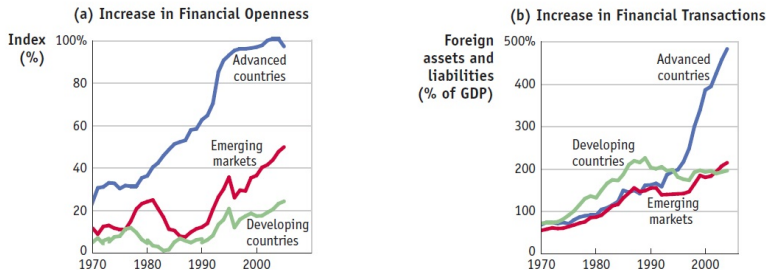 (a) Increase in Financial Openness
Index
(%)
100%
80
60
40
20
0
1970
1980
1990
2000
Advanced
countries
Emerging
markets
Developing
countries
(b) Increase in Financial Transactions
Foreign
assets and
liabilities
(% of GDP)
500%
400
300
200
100
0
1970
1980
1990
2000
Advanced
countries
Developing
countries
Emerging
markets